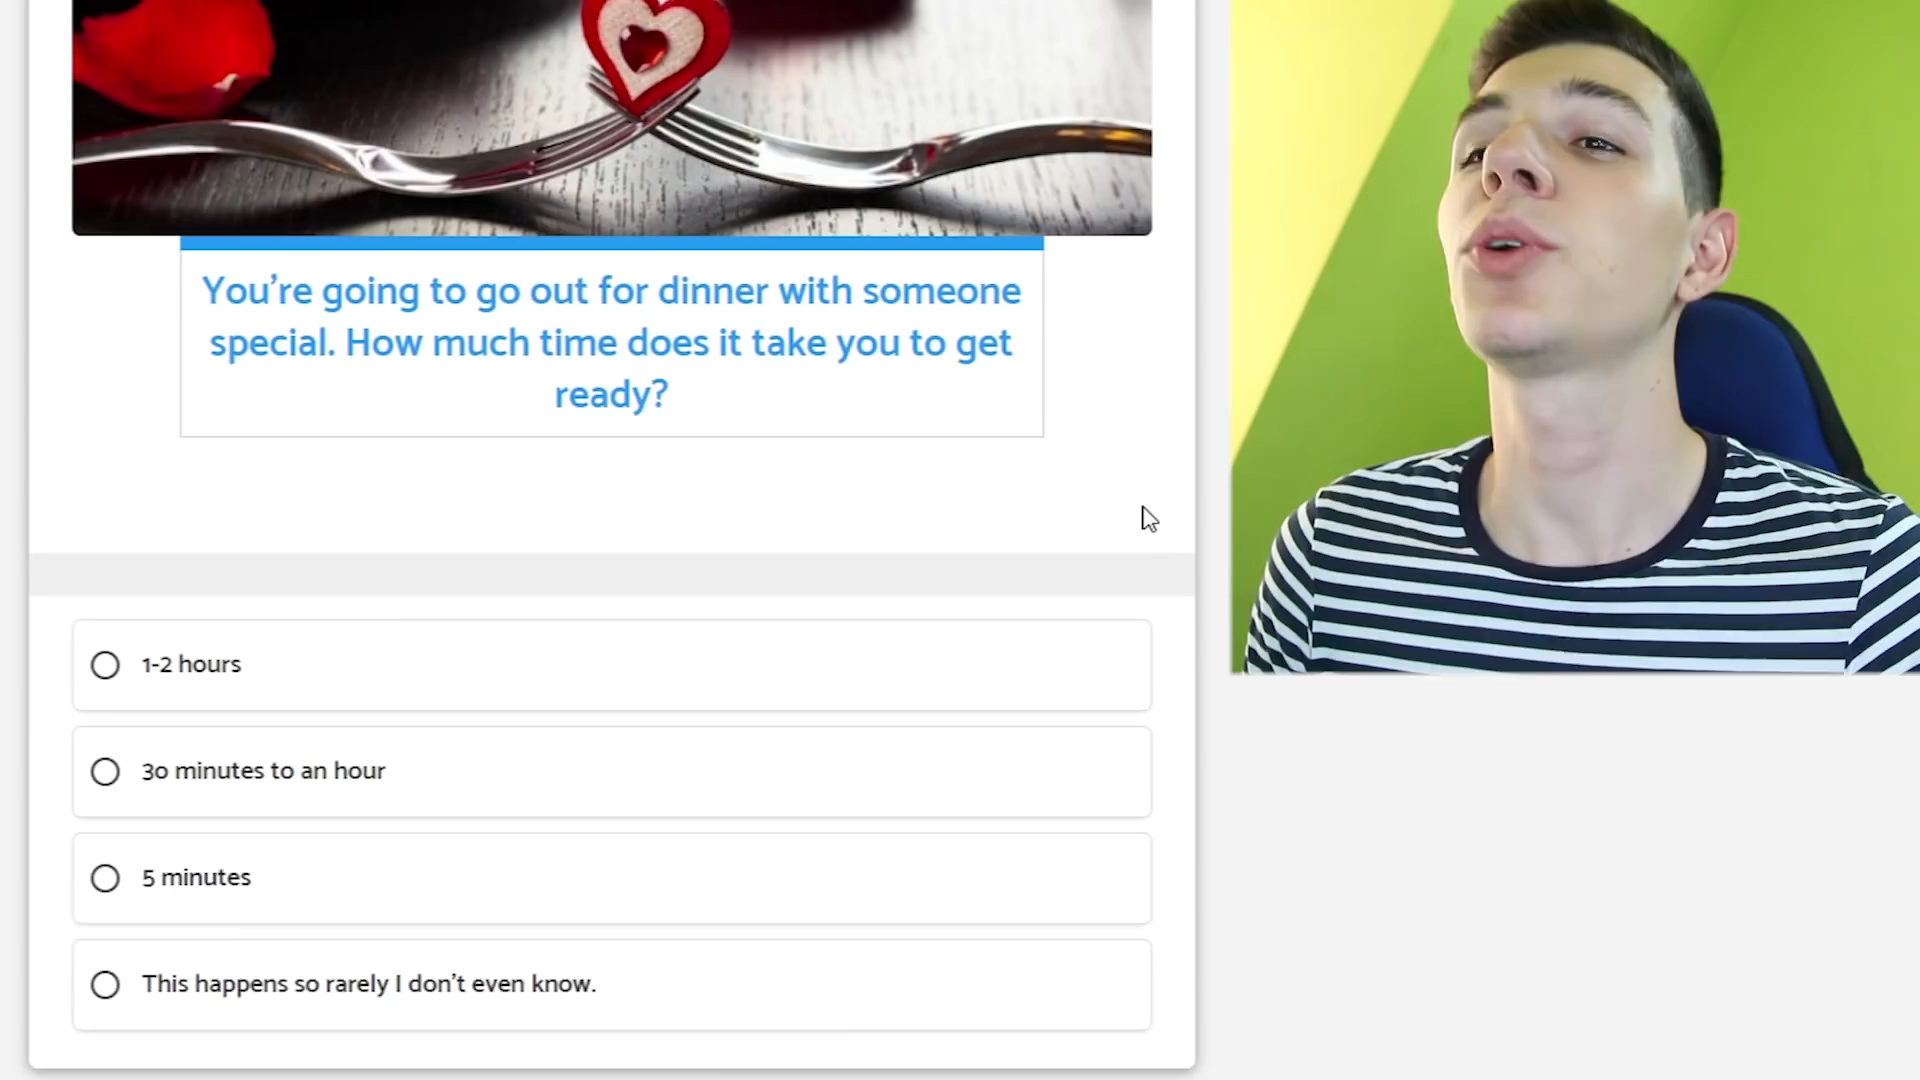 You're going to go out for dinner with someone
special. How much time does it take you to get
ready?
1-2 hours
30 minutes to an hour
5 minutes
This happens so rarely I don't even know.